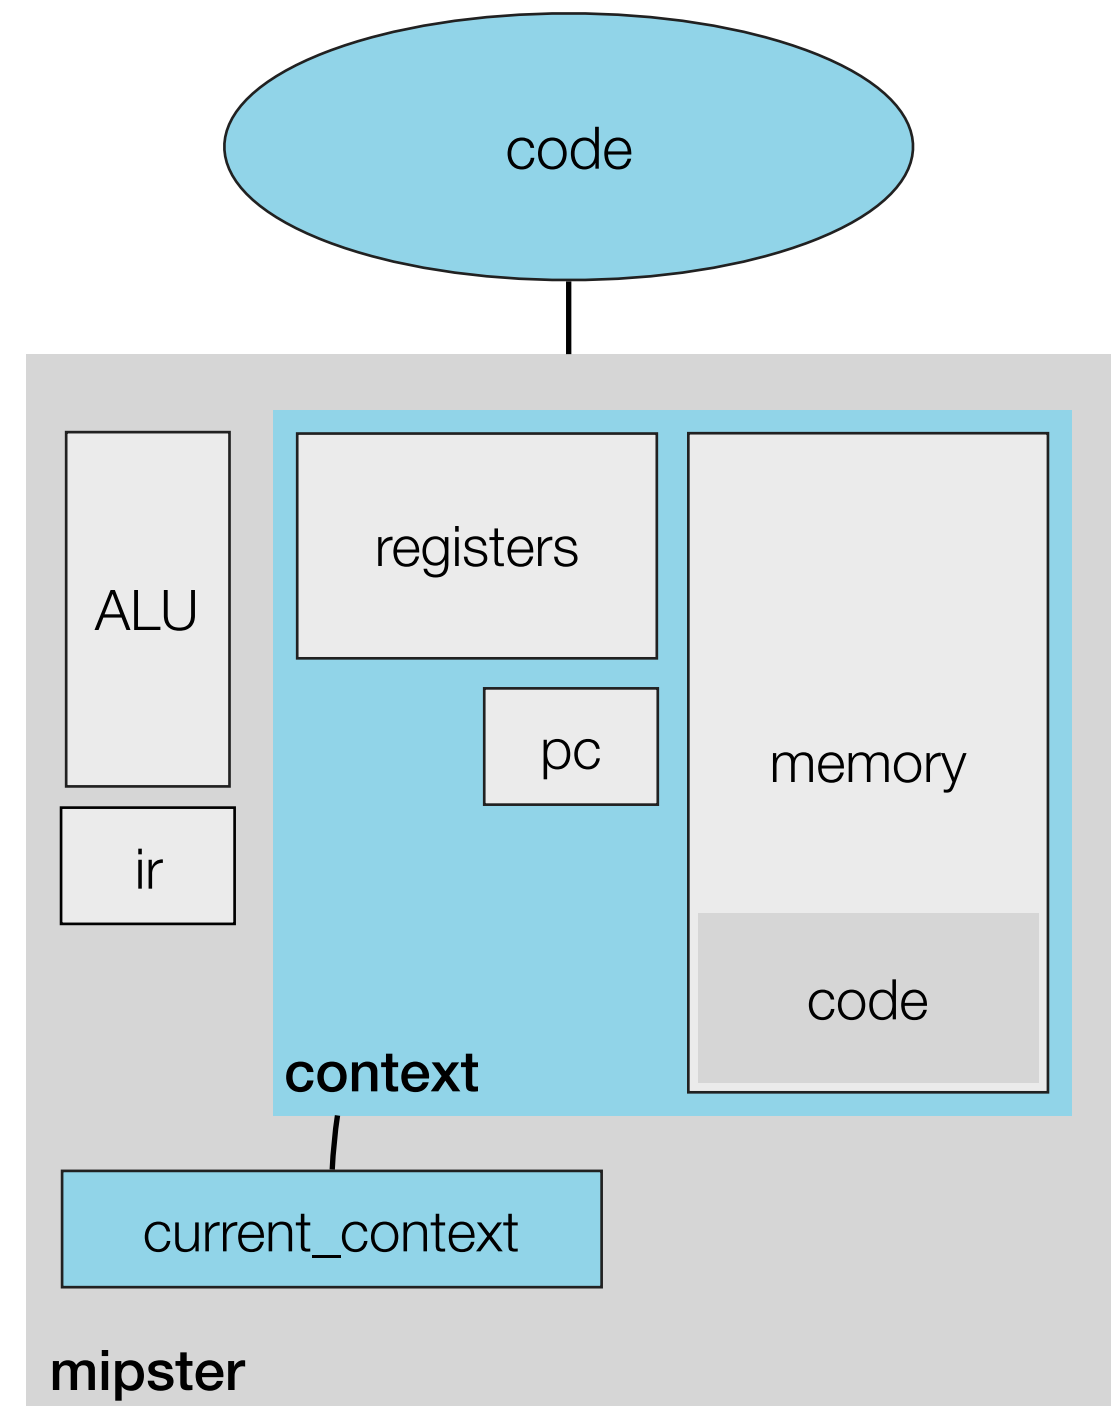 code
registers
ALU
pc
memory
ir
code
context
current_context
mipster